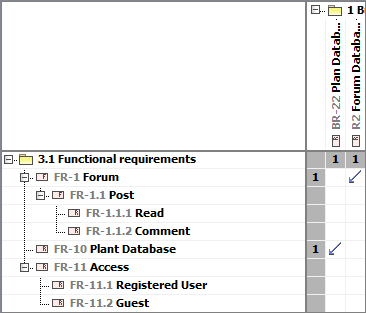 1 B
BR-22 Plan Datab...
R2 Forum Databa...
3.1 Functional requirements 1 1
FR-1 Forum 1
FR-1.1 Post
FR-1.1.1 Read
FR-1.1.2 Comment
FR-10 Plant Database 1
FR-11 Access
FR-11.1 Registered User
FR-11.2 Guest